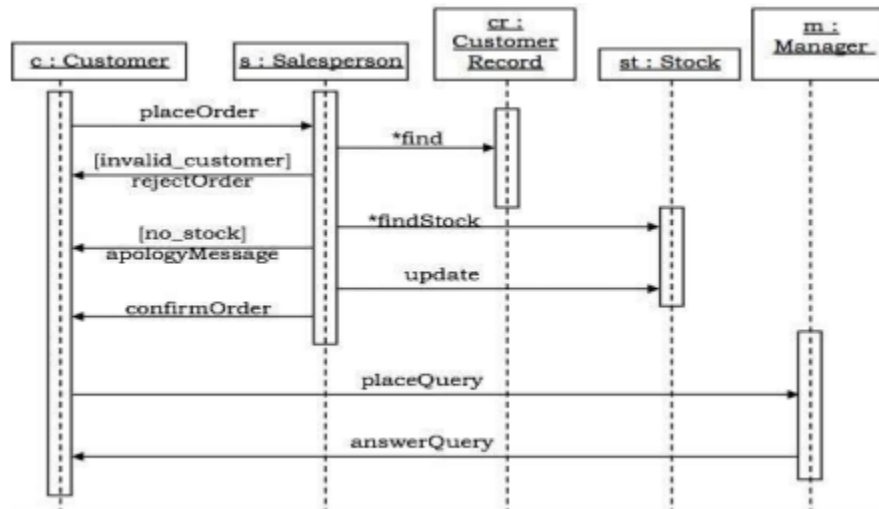 c : Customer
s : Salesperson
cr :
Customer
Record
st : Stock
m :
Manager
placeOrder
*find
[invalid_customer]
rejectOrder
*findStock
[no_stock]
apologyMessage
update
confirmOrder
placeQuery
answerQuery